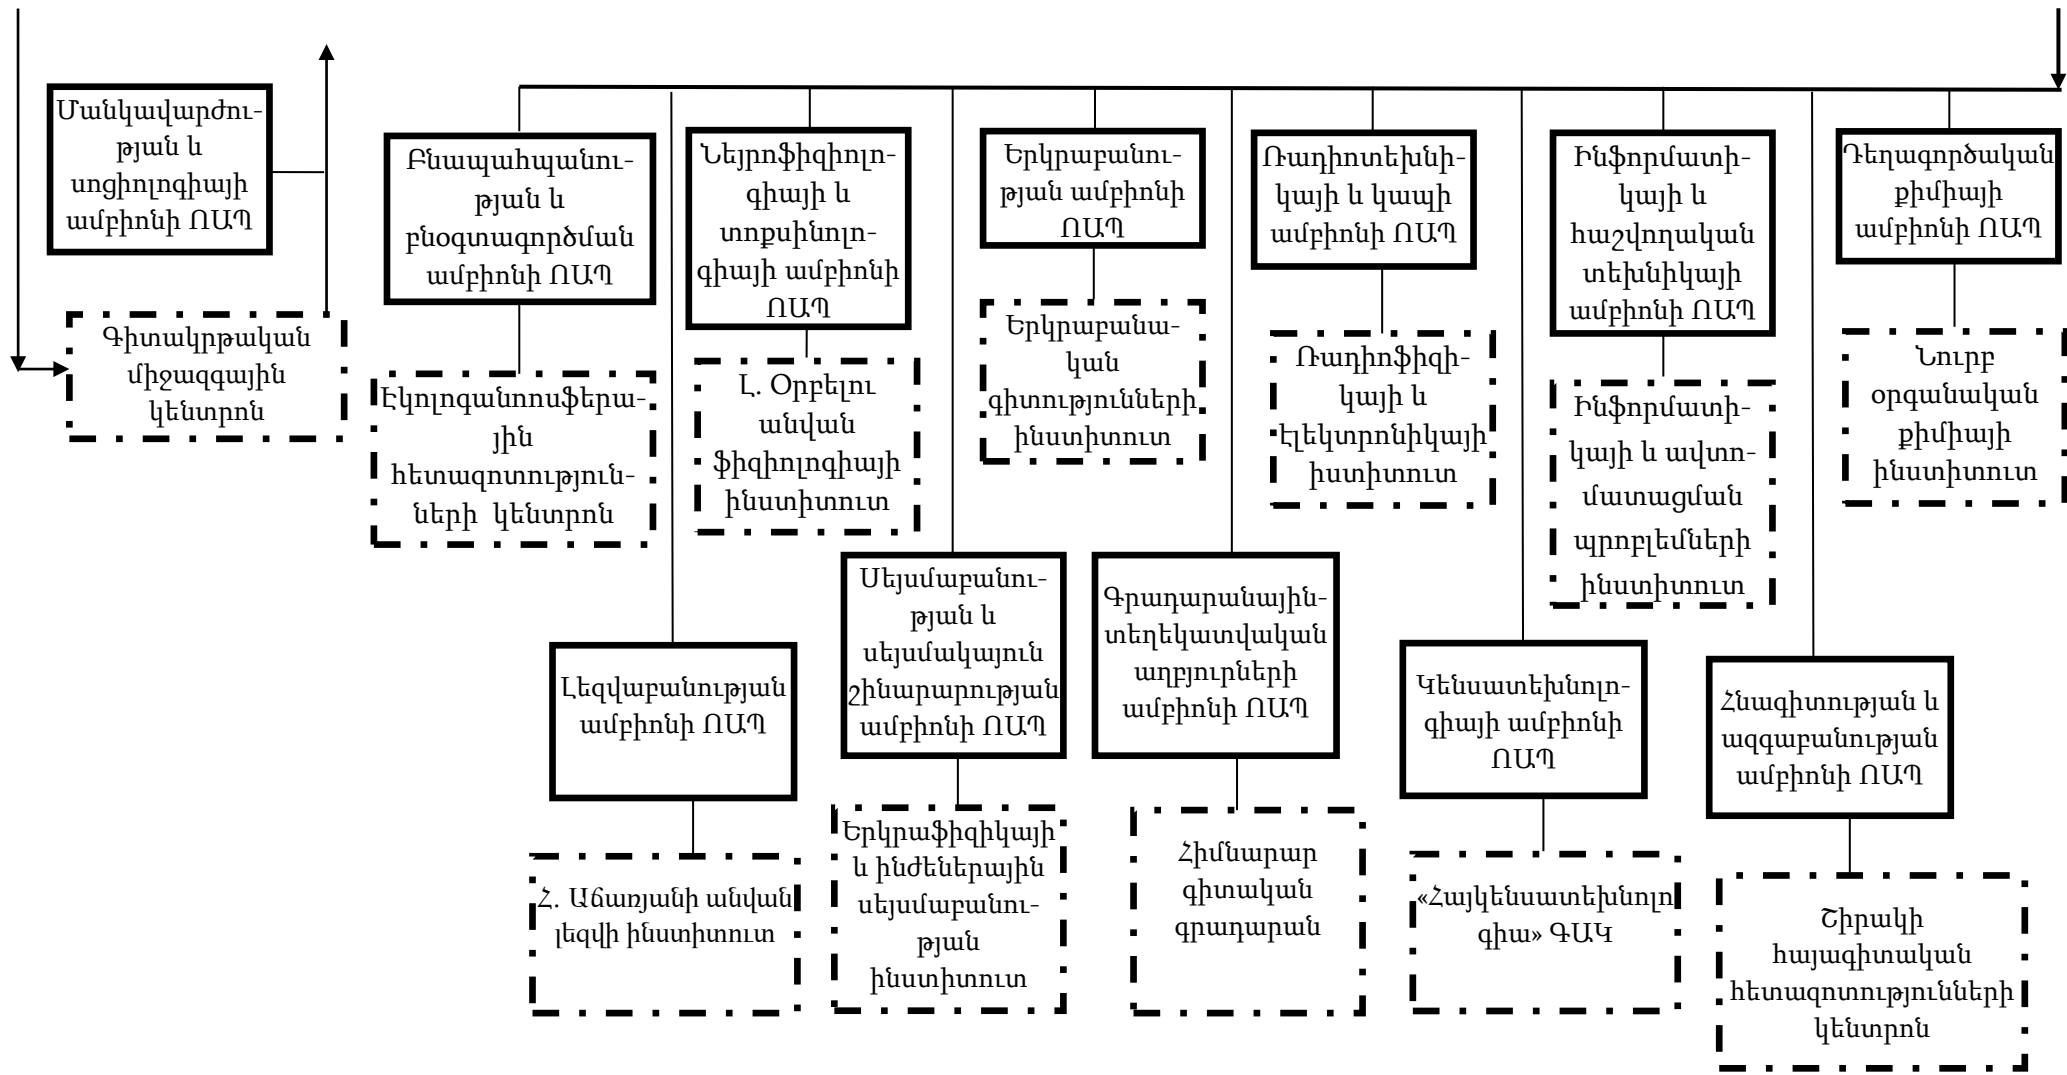 Մանկավարժու-
թյան և
սոցիոլոգիայի
ամբիոնի ՈԱՊ
Գիտակրթական
միջազգային
կենտրոն
Բնապահպանու-
թյան և
բնօգտագործման
ամբիոնի ՈԱՊ
Էկոլոգանոոսֆերա-
յին
հետազոտություն-
ների կենտրոն
Նեյրոֆիզիոլո-
գիայի և
տոքսինոլո-
գիայի ամբիոնի
ՈԱՊ
Լ. Օրբելու
անվան
ֆիզիոլոգիայի
ինստիտուտ
Երկրաբանու-
թյան ամբիոնի
ՈԱՊ
Երկրաբանա-
կան
գիտությունների
ինստիտուտ
Ռադիոտեխնի-
կայի և կապի
ամբիոնի ՈԱՊ
Ռադիոֆիզի-
կայի և
էլեկտրոնիկայի
իստիտուտ
Ինֆորմատի-
կայի և
հաշվողական
տեխնիկայի
ամբիոնի ՈԱՊ
Ինֆորմատի-
կայի և ավտո-
մատացման
պրոբլեմների
ինստիտուտ
Դեղագործական
քիմիայի
ամբիոնի ՈԱՊ
Նուրբ
օրգանական
քիմիայի
ինստիտուտ
Լեզվաբանության
ամբիոնի ՈԱՊ
Հ. Աճառյանի անվան
լեզվի ինստիտուտ
Սեյսմաբանու-
թյան և
սեյսմակայուն
շինարարության
ամբիոնի ՈԱՊ
Երկրաֆիզիկայի
և ինժեներային
սեյսմաբանու-
թյան
ինստիտուտ
Գրադարանային-
տեղեկատվական
աղբյուրների
ամբիոնի ՈԱՊ
Հիմնարար
գիտական
գրադարան
Կենսատեխնոլո-
գիայի ամբիոնի
ՈԱՊ
«Հայկենսատեխնոլո
գիա» ԳԱԿ
Հնագիտության և
ազգաբանության
ամբիոնի ՈԱՊ
Շիրակի
հայագիտական
հետազոտությունների
կենտրոն